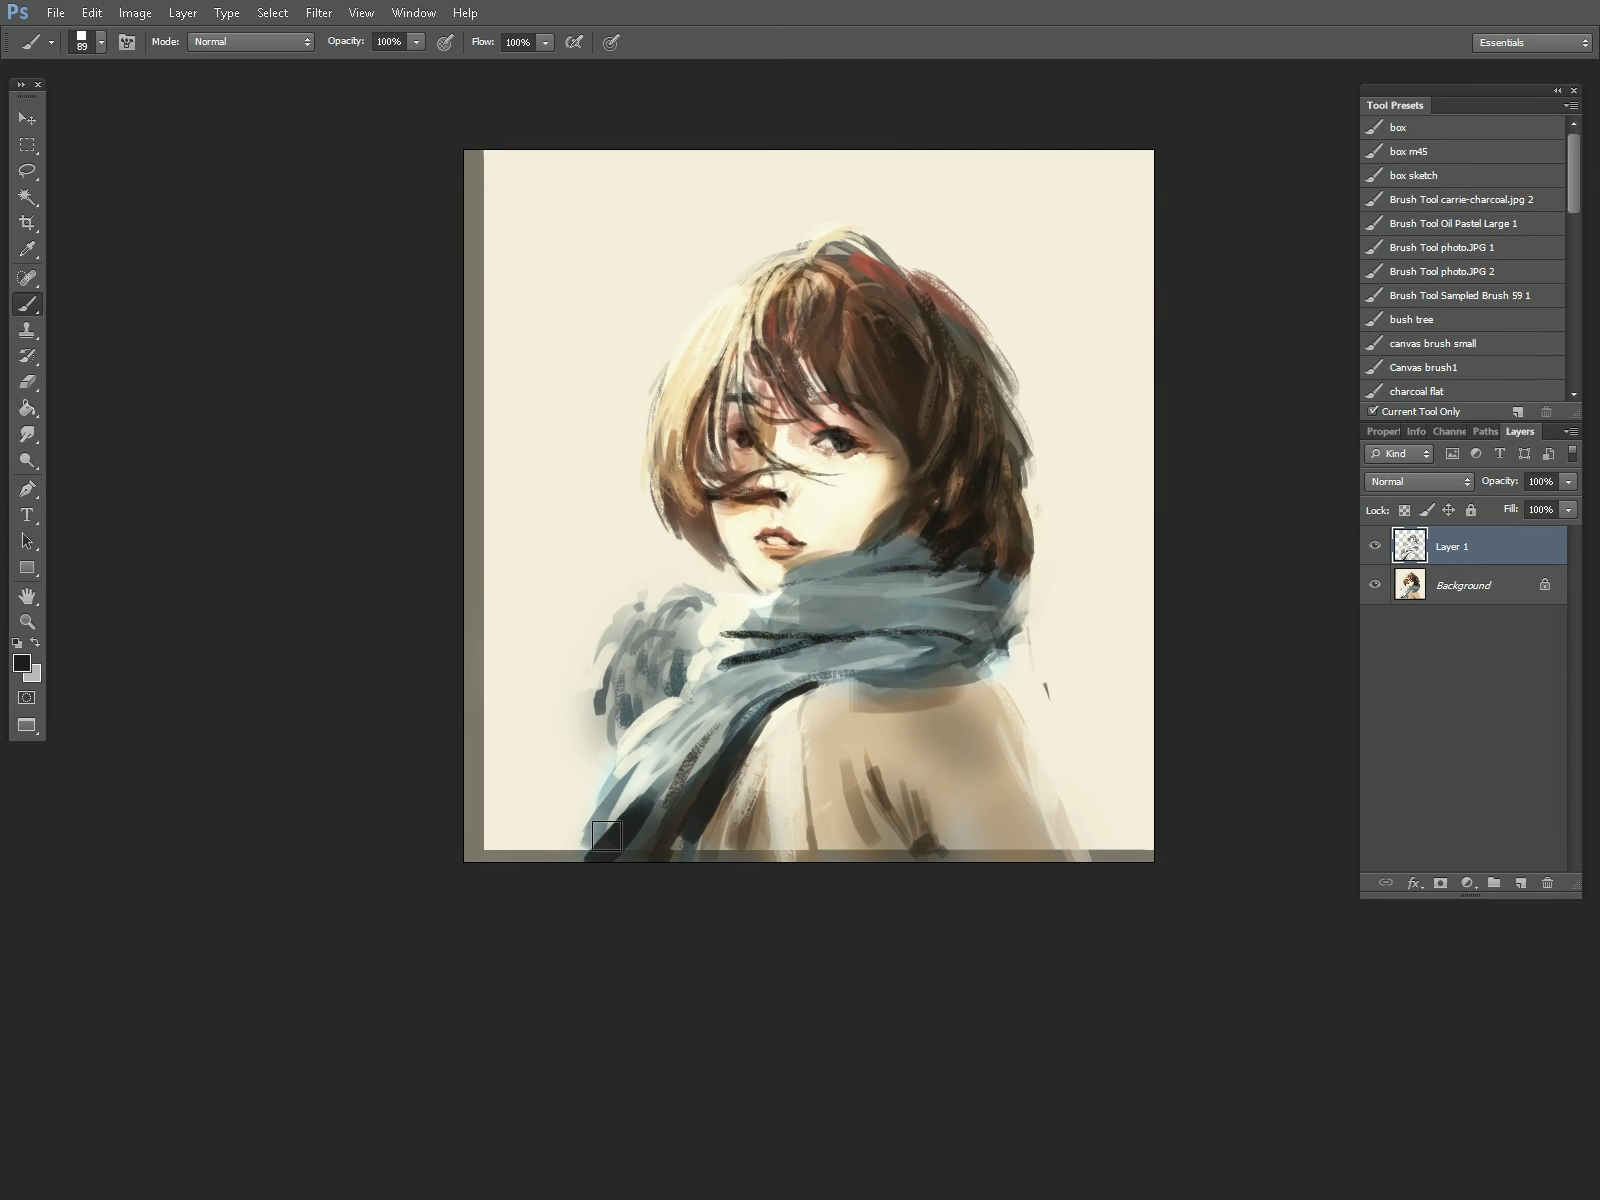 Ps File Edit Image Layer Type Select Filter View Window Help
89 Mode: Normal Opacity: 100% Flow: 100% Essentials
Tool Presets
box
box m45
box sketch
Brush Tool carrie-charcoal.jpg 2
Brush Tool Oil Pastel Large 1
Brush Tool photo.JPG 1
Brush Tool photo.JPG 2
Brush Tool Sampled Brush 59 1
bush tree
canvas brush small
Canvas brush1
charcoal flat
Current Tool Only
Propert Info Channe Paths Layers
Kind
Normal Opacity: 100%
Lock: Fill: 100%
Layer 1
Background
fx